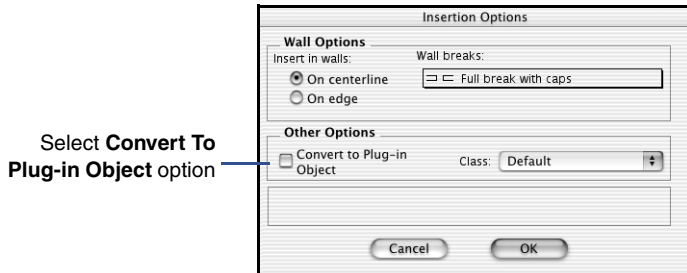 Insertion Options
Wall Options
Insert in walls:
Wall breaks:
On centerline
Full break with caps
On edge
Select Convert To
Plug-in Object option
Other Options
Convert to Plug-in
Object
Class:
Default
Cancel
OK